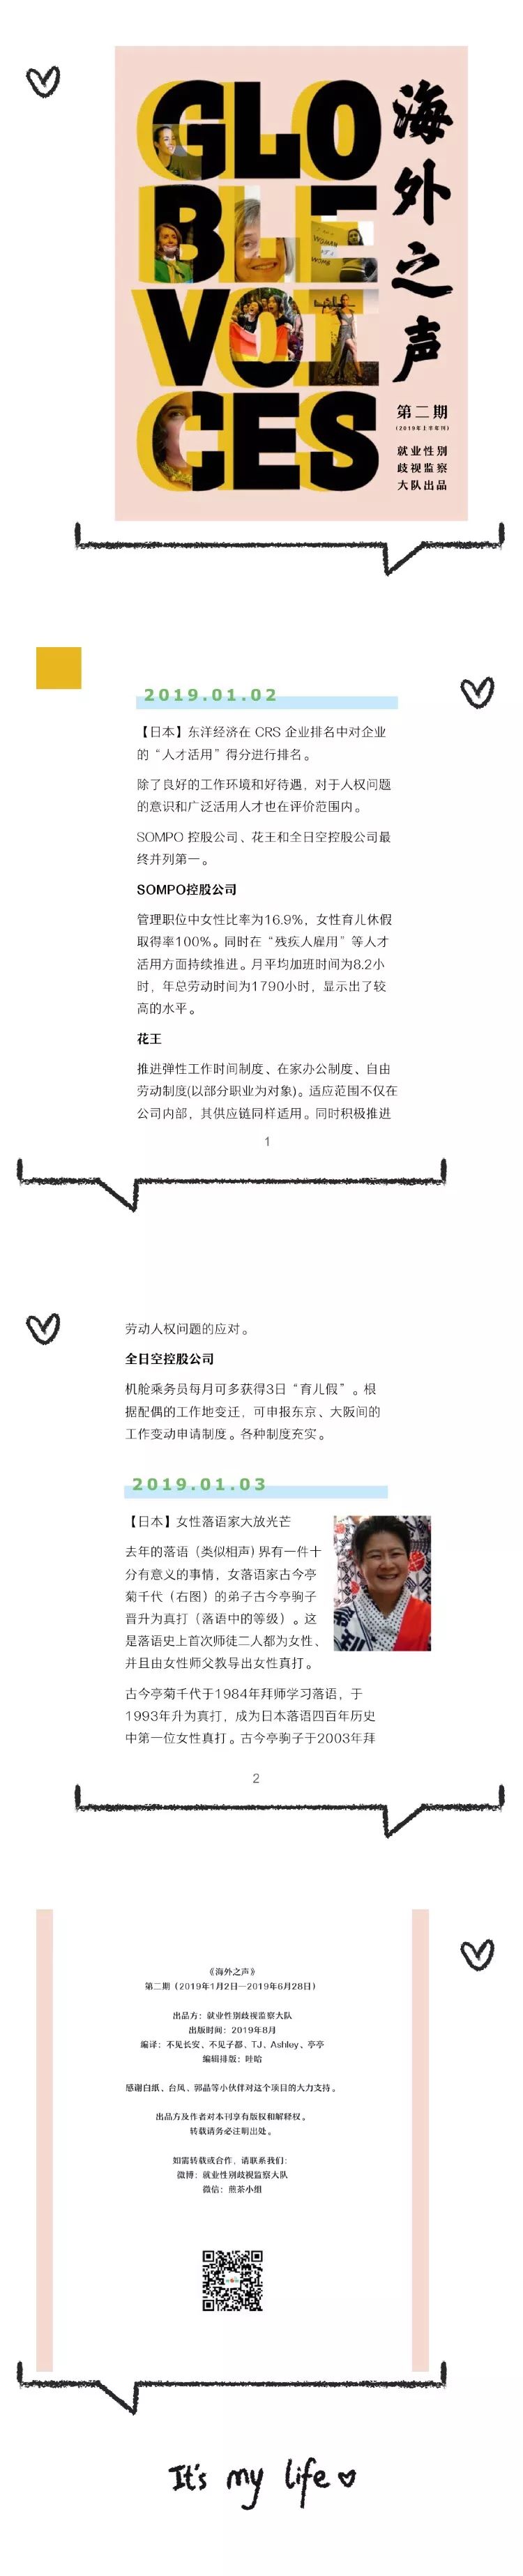 GLO
BLE
VOI
CES
海外之声
第二期
(2019年上半年刊)
就业性别
歧视监察
大队出品
2019.01.02
【日本】东洋经济在 CRS 企业排名中对企业
的“人才活用”得分进行排名。
除了良好的工作环境和好待遇，对于人权问题
的意识和广泛活用人才也在评价范围内。
SOMPO 控股公司、花王和全日空控股公司最
终并列第一。
SOMPO控股公司
管理职位中女性比率为16.9%，女性育儿休假
取得率100%。同时在“残疾人雇用”等人才
活用方面持续推进。月平均加班时间为8.2小
时，年总劳动时间为1790小时，显示出了较
高的水平。
花王
推进弹性工作时间制度、在家办公制度、自由
劳动制度(以部分职业为对象)。适应范围不仅在
公司内部，其供应链同样适用。同时积极推进
1
劳动人权问题的应对。
全日空控股公司
机舱乘务员每月可多获得3日“育儿假”。根
据配偶的工作地变迁，可申报东京、大阪间的
工作变动申请制度。各种制度充实。
2019.01.03
【日本】女性落语家大放光芒
去年的落语（类似相声）界有一件十
分有意义的事情，女落语家古今亭
菊千代（右图）的弟子古今亭驹子
晋升为真打（落语中的等级）。这
是落语史上首次师徒二人都为女性、
并且由女性师父教导出女性真打。
古今亭菊千代于1984年拜师学习落语，于
1993年升为真打，成为日本落语四百年历史
中第一位女性真打。古今亭驹子于2003年拜
2
《海外之声》
第二期（2019年1月2日—2019年6月28日）
出品方：就业性别歧视监察大队
出版时间：2019年8月
编译：不见长安、不见子都、TJ、Ashley、亭亭
编辑排版：哇哈
感谢白纸、台风、郭晶等小伙伴对这个项目的大力支持。
出品方及作者对本刊享有版权和解释权。
转载请务必注明出处。
如需转载或合作，请联系我们：
微博：就业性别歧视监察大队
微信：煎茶小组
It's my life